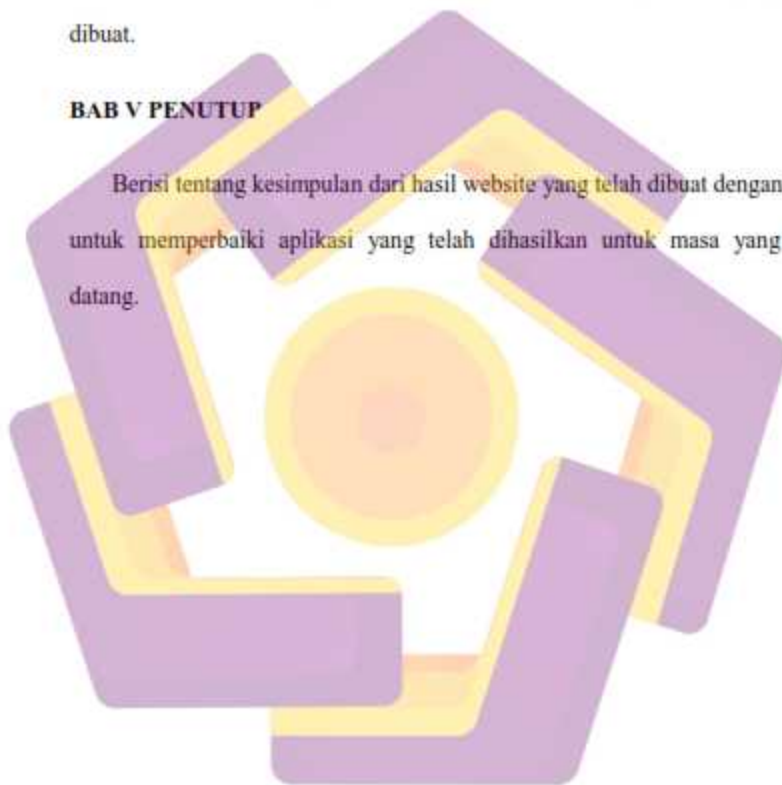 dibuat.
BAB V PENUTUP
Berisi tentang kesimpulan dari hasil website yang telah dibuat dengan
untuk memperbaiki aplikasi yang telah dihasilkan untuk masa yang
datang.